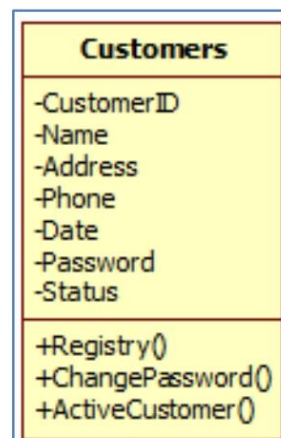 Customers
-CustomerID
-Name
-Address
-Phone
-Date
-Password
-Status
+Registry()
+ChangePassword()
+ActiveCustomer()